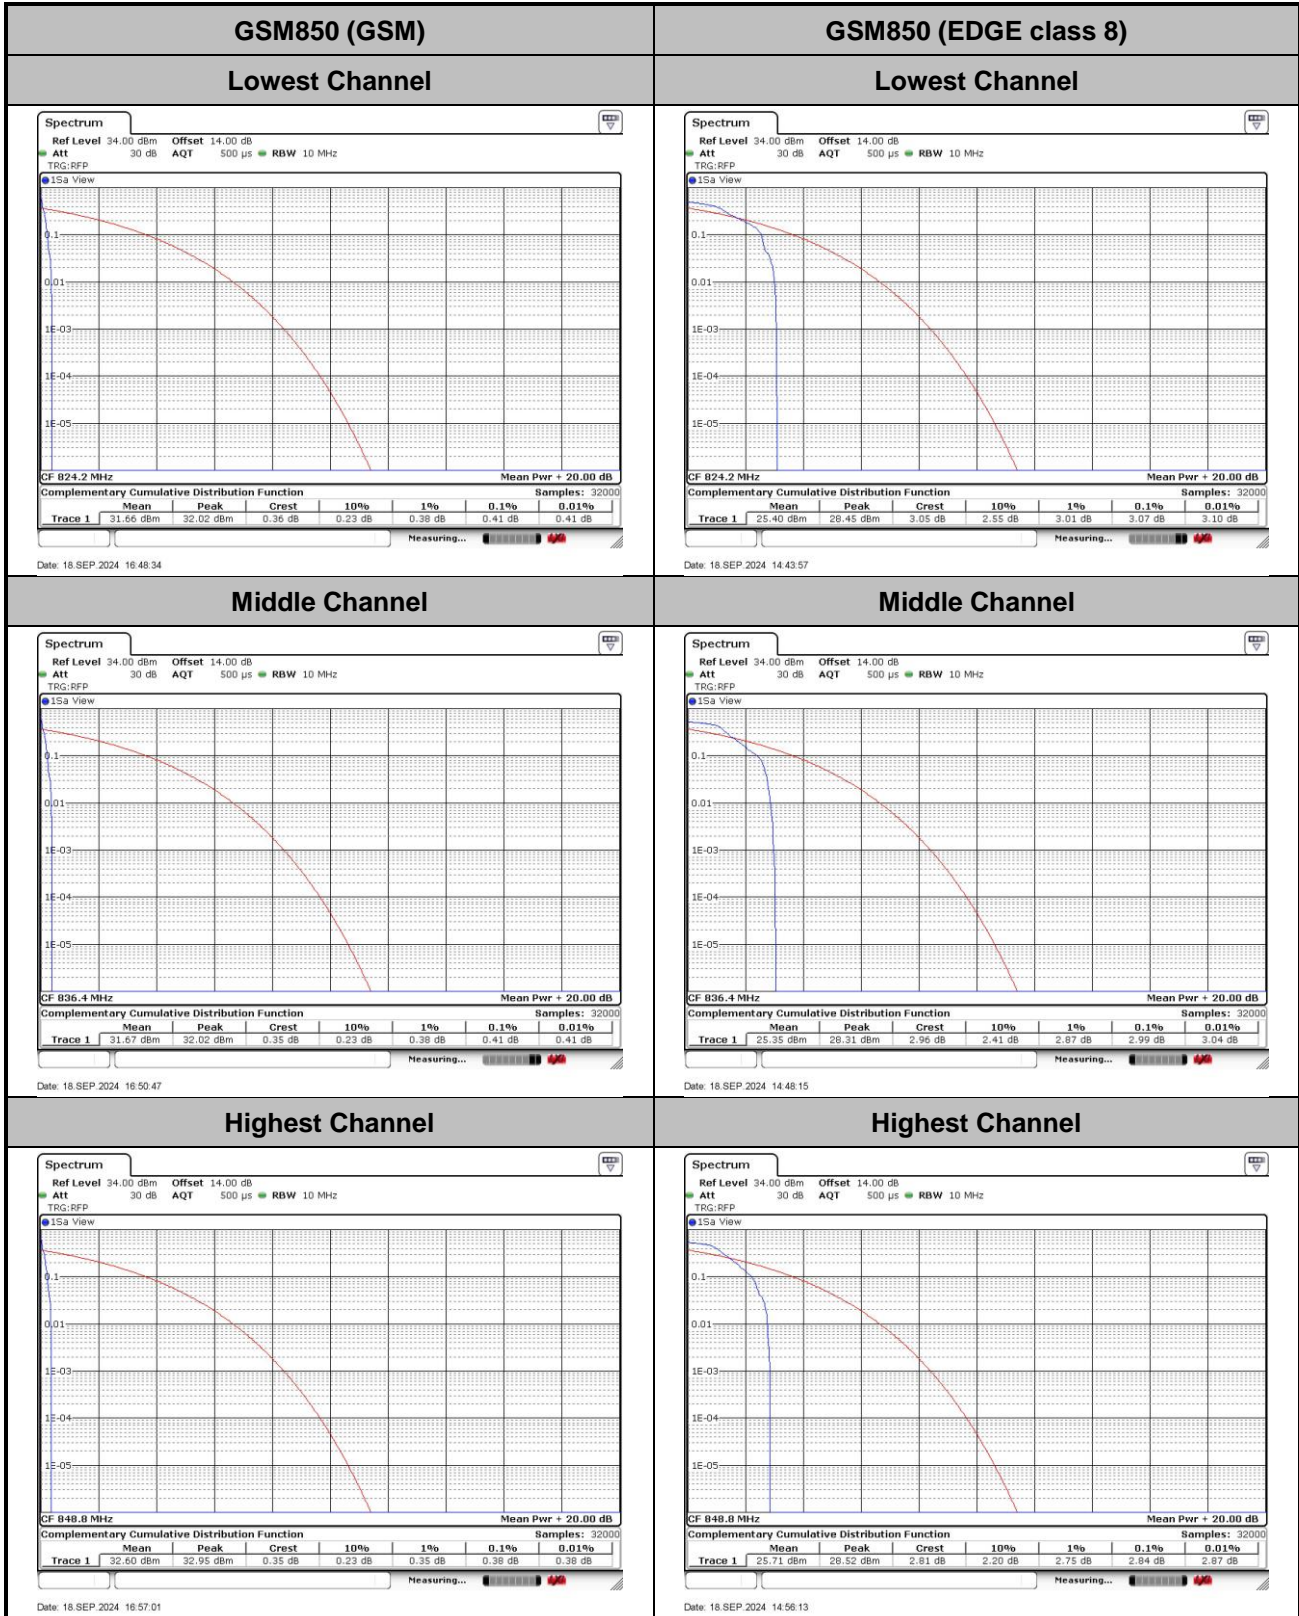 GSM850 (GSM)
GSM850 (EDGE class 8)
Lowest Channel
Lowest Channel
Spectrum
Ref Level 34.00 dBm Offset 14.00 dB
Att 30 dB AQT 500 µs RBW 10 MHz
TRG:RFP
1Sa View
0.1
0.01
1E-03
1E-04
1E-05
CF 824.2 MHz Mean Pwr + 20.00 dB
Complementary Cumulative Distribution Function Samples: 32000
Mean Peak Crest 10% 1% 0.1% 0.01%
Trace 1 31.66 dBm 32.02 dBm 0.36 dB 0.23 dB 0.38 dB 0.41 dB 0.41 dB
Measuring...
Date: 18.SEP.2024 16:48:34
Spectrum
Ref Level 34.00 dBm Offset 14.00 dB
Att 30 dB AQT 500 µs RBW 10 MHz
TRG:RFP
1Sa View
0.1
0.01
1E-03
1E-04
1E-05
CF 824.2 MHz Mean Pwr + 20.00 dB
Complementary Cumulative Distribution Function Samples: 32000
Mean Peak Crest 10% 1% 0.1% 0.01%
Trace 1 25.40 dBm 28.45 dBm 3.05 dB 2.55 dB 3.01 dB 3.07 dB 3.10 dB
Measuring...
Date: 18.SEP.2024 14:43:57
Middle Channel
Middle Channel
Spectrum
Ref Level 34.00 dBm Offset 14.00 dB
Att 30 dB AQT 500 µs RBW 10 MHz
TRG:RFP
1Sa View
0.1
0.01
1E-03
1E-04
1E-05
CF 836.4 MHz Mean Pwr + 20.00 dB
Complementary Cumulative Distribution Function Samples: 32000
Mean Peak Crest 10% 1% 0.1% 0.01%
Trace 1 31.67 dBm 32.02 dBm 0.35 dB 0.23 dB 0.38 dB 0.41 dB 0.41 dB
Measuring...
Date: 18.SEP.2024 16:50:47
Spectrum
Ref Level 34.00 dBm Offset 14.00 dB
Att 30 dB AQT 500 µs RBW 10 MHz
TRG:RFP
1Sa View
0.1
0.01
1E-03
1E-04
1E-05
CF 836.4 MHz Mean Pwr + 20.00 dB
Complementary Cumulative Distribution Function Samples: 32000
Mean Peak Crest 10% 1% 0.1% 0.01%
Trace 1 25.35 dBm 28.31 dBm 2.96 dB 2.41 dB 2.87 dB 2.99 dB 3.04 dB
Measuring...
Date: 18.SEP.2024 14:48:15
Highest Channel
Highest Channel
Spectrum
Ref Level 34.00 dBm Offset 14.00 dB
Att 30 dB AQT 500 µs RBW 10 MHz
TRG:RFP
1Sa View
0.1
0.01
1E-03
1E-04
1E-05
CF 848.8 MHz Mean Pwr + 20.00 dB
Complementary Cumulative Distribution Function Samples: 32000
Mean Peak Crest 10% 1% 0.1% 0.01%
Trace 1 32.60 dBm 32.95 dBm 0.35 dB 0.23 dB 0.35 dB 0.38 dB 0.38 dB
Measuring...
Date: 18.SEP.2024 16:57:01
Spectrum
Ref Level 34.00 dBm Offset 14.00 dB
Att 30 dB AQT 500 µs RBW 10 MHz
TRG:RFP
1Sa View
0.1
0.01
1E-03
1E-04
1E-05
CF 848.8 MHz Mean Pwr + 20.00 dB
Complementary Cumulative Distribution Function Samples: 32000
Mean Peak Crest 10% 1% 0.1% 0.01%
Trace 1 25.71 dBm 28.52 dBm 2.81 dB 2.20 dB 2.75 dB 2.84 dB 2.87 dB
Measuring...
Date: 18.SEP.2024 14:56:13